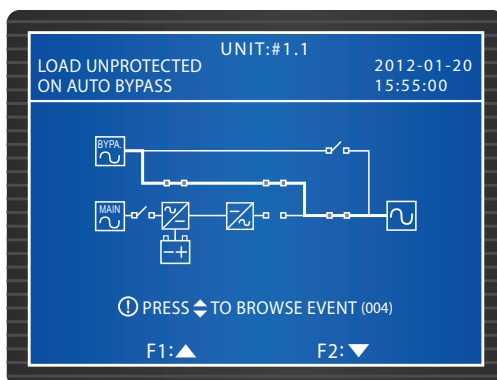 UNIT:#1.1
LOAD UNPROTECTED
ON AUTO BYPASS
2012-01-20
15:55:00
BYPA.
MAIN
! PRESS ◆ TO BROWSE EVENT (004)
F1:▲ F2:▼